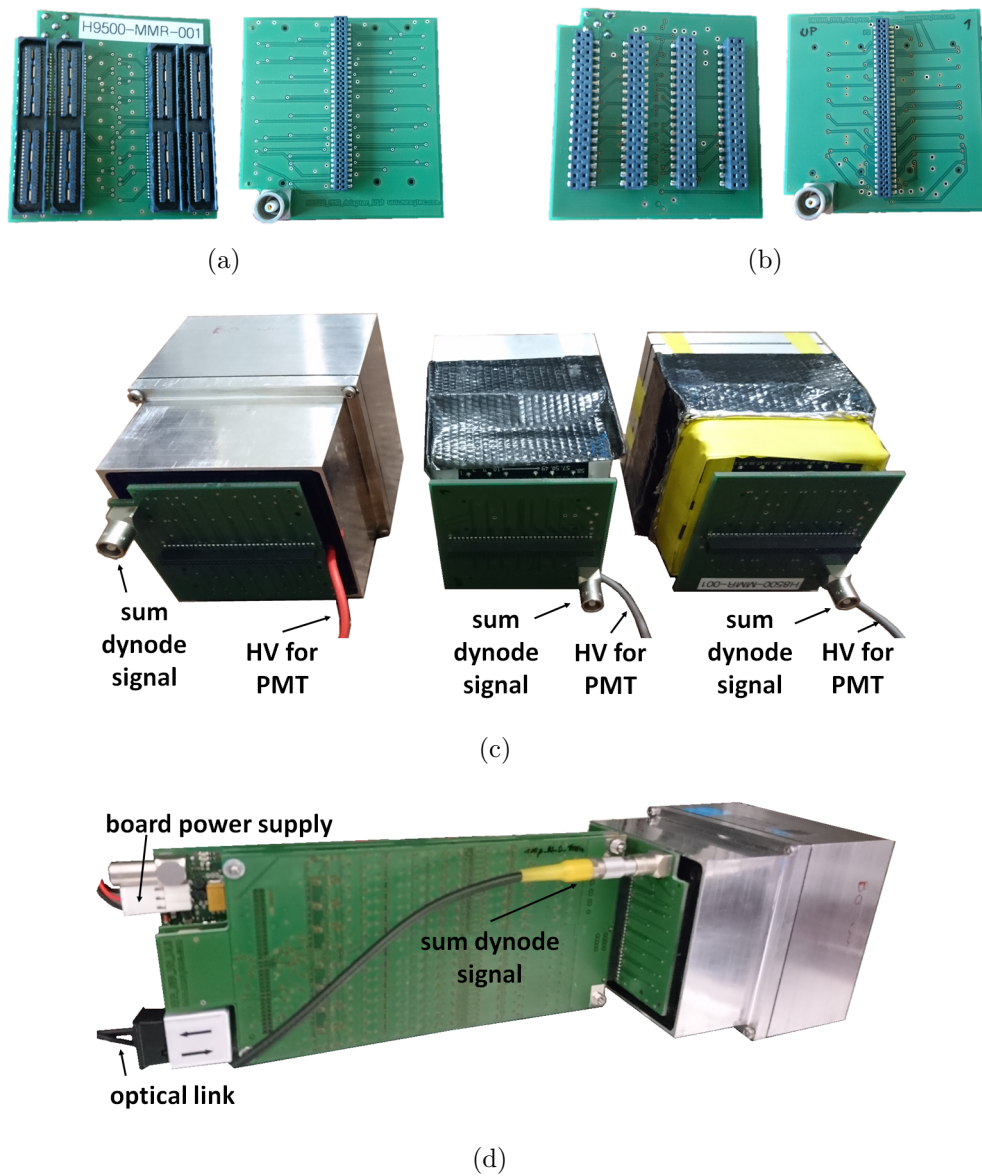 H9500-MMR-001
UP
1
(a)
(b)
sum
dynode
signal
HV for
PMT
sum
dynode
signal
HV for
PMT
H8500-MMR-001
sum
dynode
signal
HV for
PMT
(c)
board power supply
sum dynode
signal
optical link
(d)